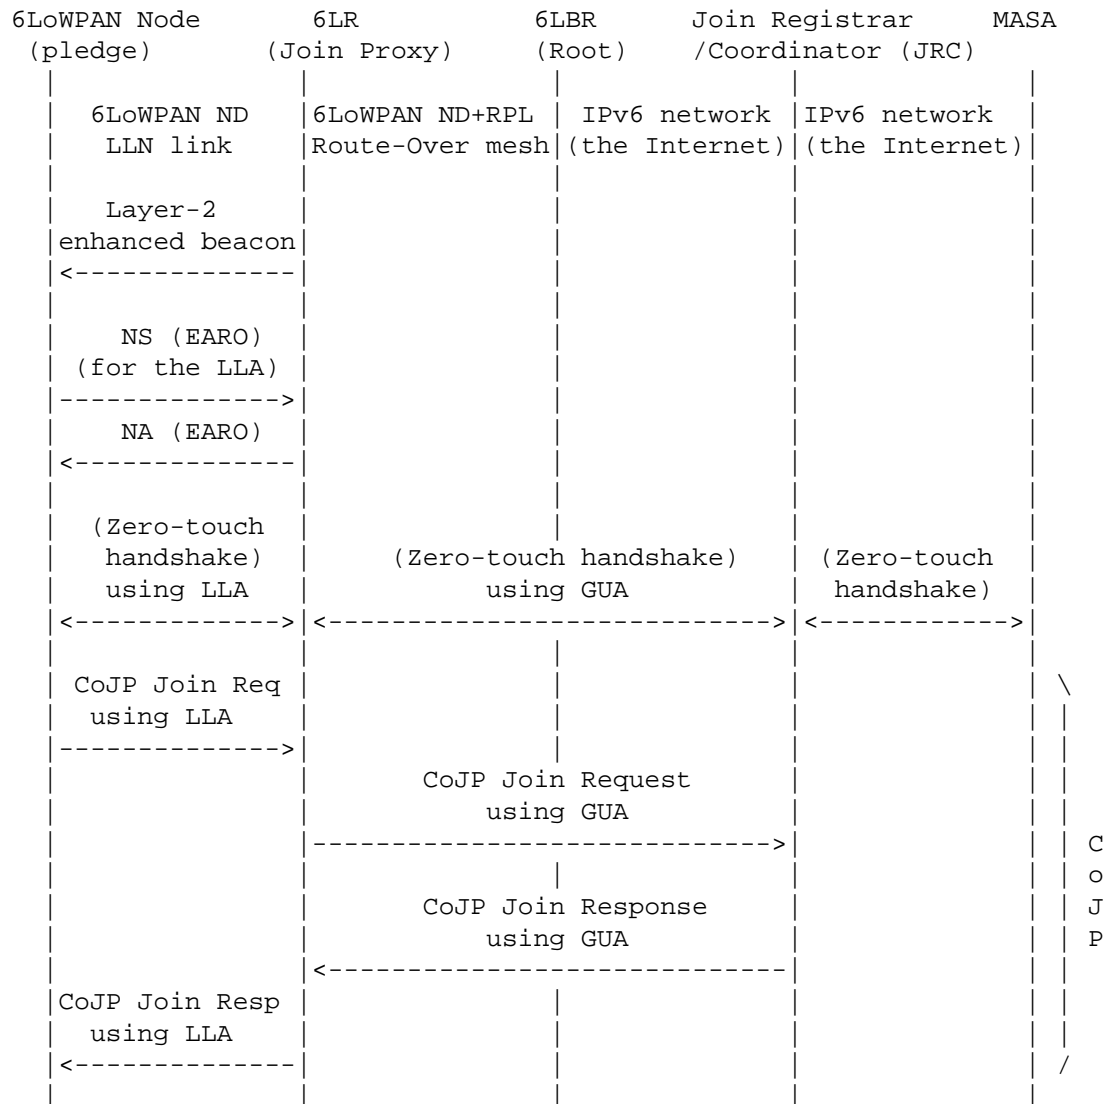 6LoWPAN Node 6LR 6LBR Join Registrar MASA
(pledge) (Join Proxy) (Root) /Coordinator (JRC)
6LoWPAN ND 6LoWPAN ND+RPL IPv6 network IPv6 network
LLN link Route-Over mesh (the Internet) (the Internet)
Layer-2
enhanced beacon
NS (EARO)
(for the LLA)
NA (EARO)
(Zero-touch
handshake) (Zero-touch handshake) (Zero-touch
using LLA using GUA handshake)
CoJP Join Req
using LLA
CoJP Join Request
using GUA
C
o
CoJP Join Response J
using GUA P
CoJP Join Resp
using LLA